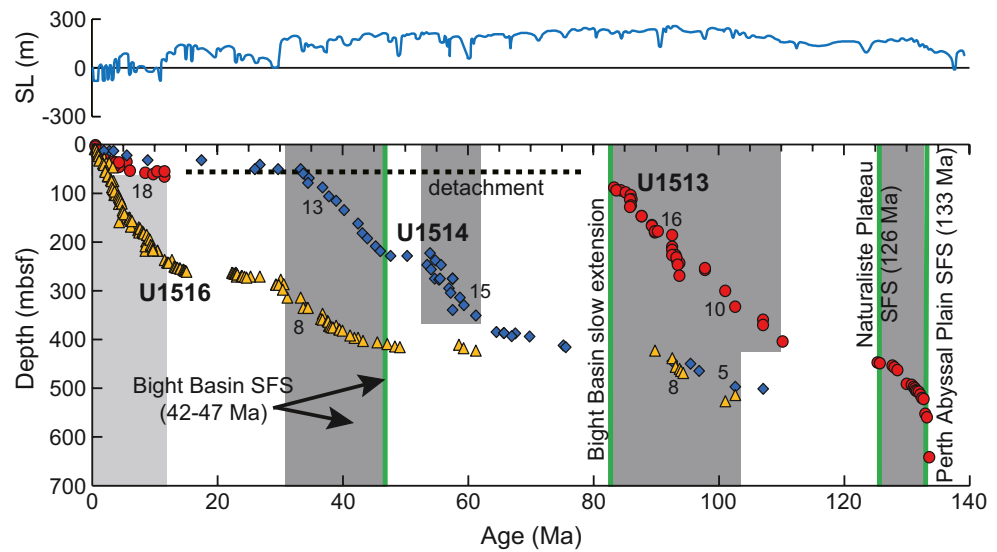 300
0
-300
SL (m)
0
100
200
300
400
500
600
700
Depth (mbsf)
18
U1516
detachment
13
U1514
15
8
Bight Basin SFS
(42-47 Ma)
Bight Basin slow extension
U1513
16
10
8
5
Naturaliste Plateau
SFS (126 Ma)
Perth Abyssal Plain SFS (133 Ma)
0
20
40
60
80
100
120
140
Age (Ma)